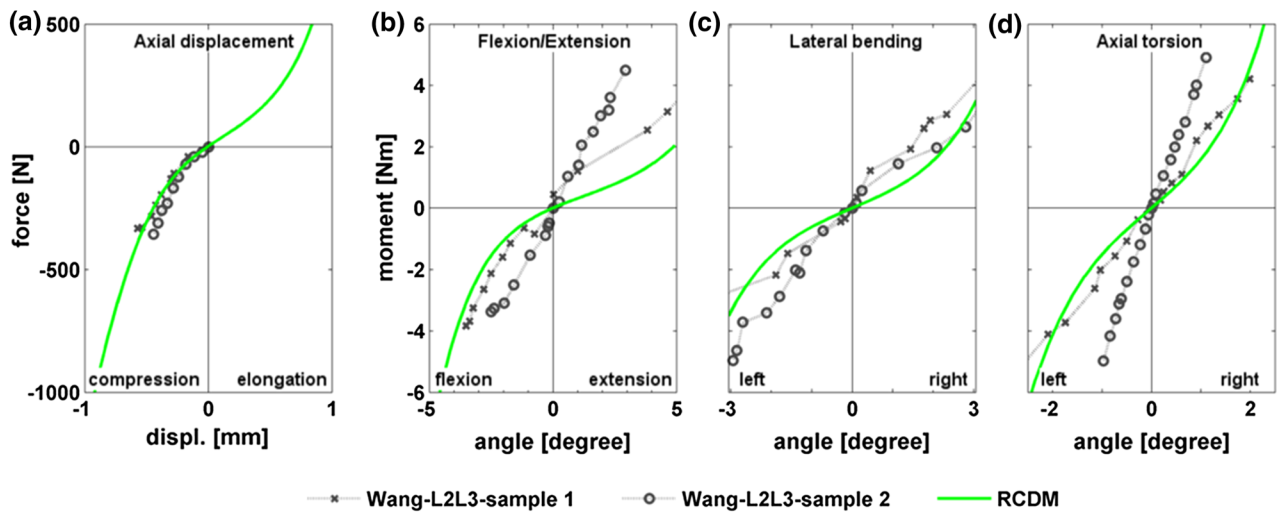 (a) (b) (c) (d)
Axial displacement Flexion/Extension Lateral bending Axial torsion
force [N]
500
0
-500
-1000
compression elongation
-1 0 1
displ. [mm]
moment [Nm]
4
2
0
-2
-4
-6
flexion extension
-5 0 5
angle [degree]
left right
-3 0 3
angle [degree]
left right
-2 0 2
angle [degree]
Wang-L2L3-sample 1 Wang-L2L3-sample 2 RCDM